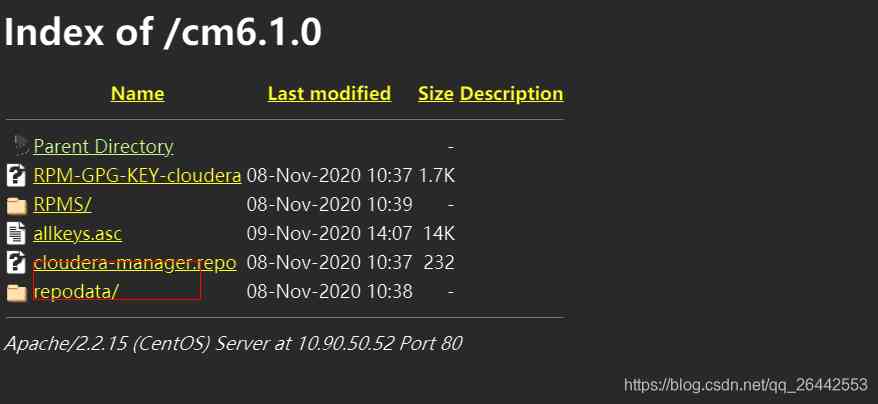 Index of /cm6.1.0
Name Last modified Size Description
Parent Directory -
RPM-GPG-KEY-cloudera 08-Nov-2020 10:37 1.7K
RPMS/ 08-Nov-2020 10:39 -
allkeys.asc 09-Nov-2020 14:07 14K
cloudera-manager.repo 08-Nov-2020 10:37 232
repodata/ 08-Nov-2020 10:38 -
Apache/2.2.15 (CentOS) Server at 10.90.50.52 Port 80
https://blog.csdn.net/qq_26442553